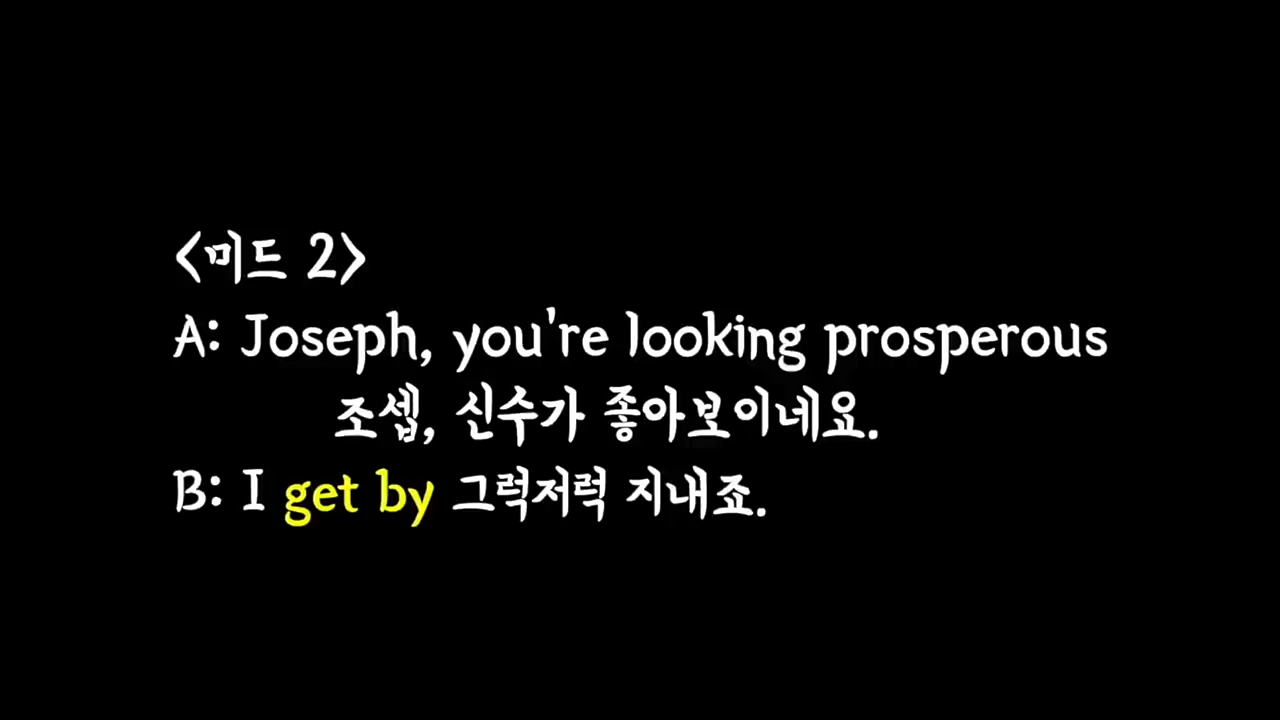 <미드 2>
A: Joseph, you're looking prosperous
조셉, 신수가 좋아보이네요.
B: I get by 그럭저럭 지내죠.